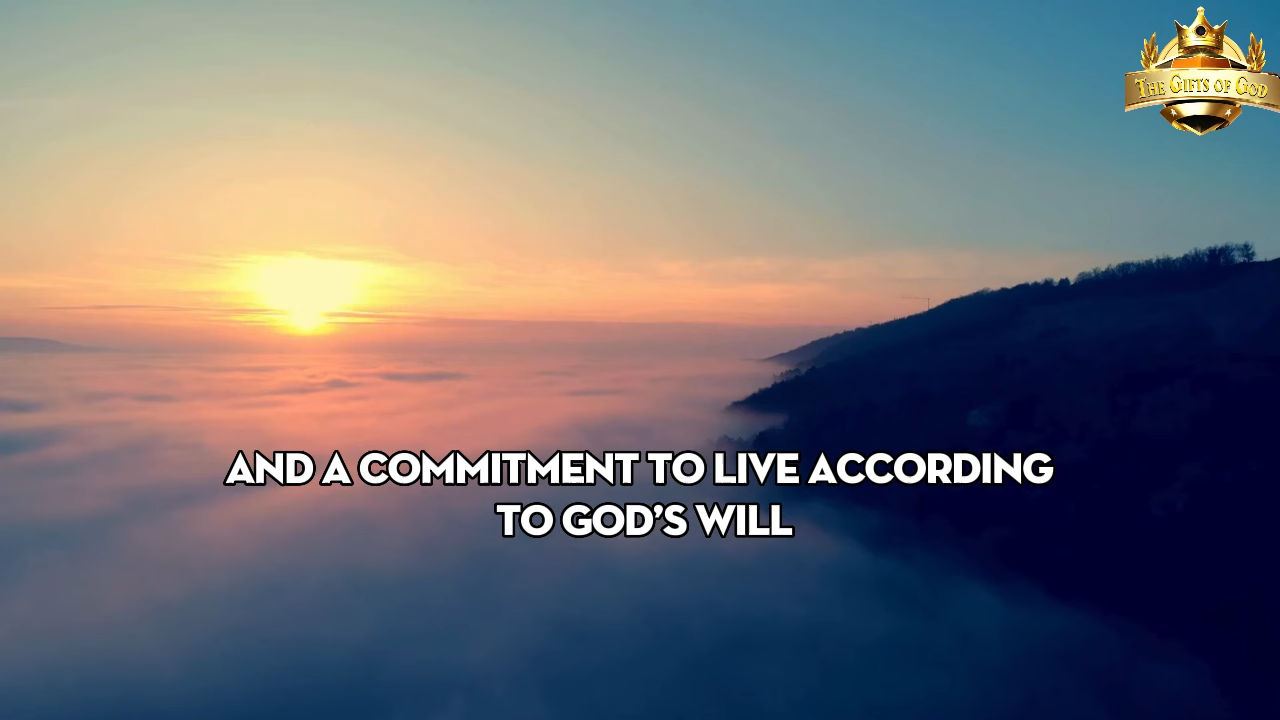 THE GIFTS OF GOD
AND A COMMITMENT TO LIVE ACCORDING
TO GOD'S WILL